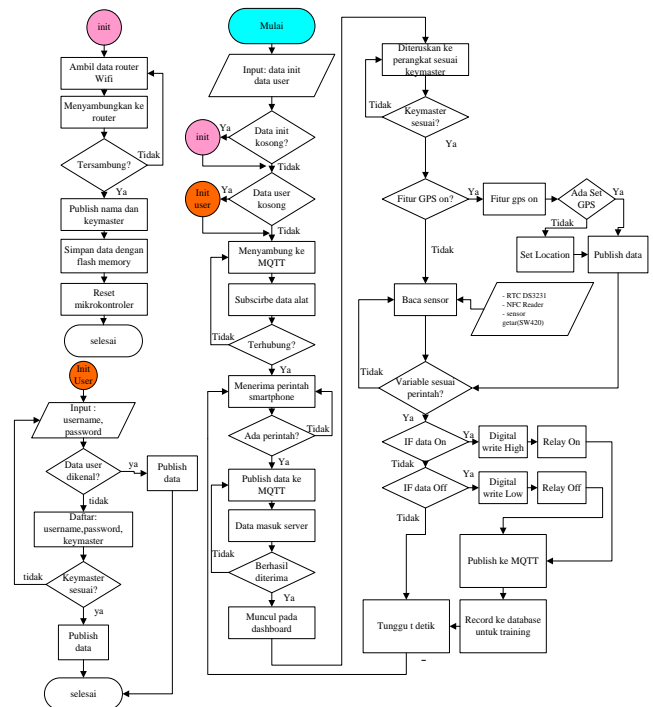 init
Ambil data router
Wifi
Menyambungkan ke
router
Tersambung?
Tidak
Ya
Publish nama dan
keymaster
Simpan data dengan
flash memory
Reset
mikrokontroler
selesai
Init
User
Input :
username,
password
Data user
dikenal?
ya
Publish
data
tidak
Daftar:
username,password,
keymaster
tidak
Keymaster
sesuai?
ya
Publish
data
selesai
Mulai
Input: data init
data user
init
Ya
Data init
kosong?
Tidak
Init
user
Ya
Data user
kosong
Tidak
Menyambung ke
MQTT
Subscirbe data alat
Tidak
Terhubung?
Ya
Menerima perintah
smartphone
Tidak
Ada perintah?
Ya
Publish data ke
MQTT
Data masuk server
Tidak
Berhasil
diterima
Ya
Muncul pada
dashboard
Diteruskan ke
perangkat sesuai
keymaster
Tidak
Keymaster
sesuai?
Ya
Fitur GPS on?
Ya
Fitur gps on
Ada Set
GPS
Ya
Tidak
Set Location
Publish data
Tidak
Baca sensor
- RTC DS3231
- NFC Reader
- sensor
getar(SW420)
Tidak
Variable sesuai
perintah?
Ya
IF data On
Ya
Digital
write High
Relay On
Tidak
IF data Off
Ya
Digital
write Low
Relay Off
Tidak
Publish ke MQTT
Tunggu t detik
Record ke database
untuk training
-